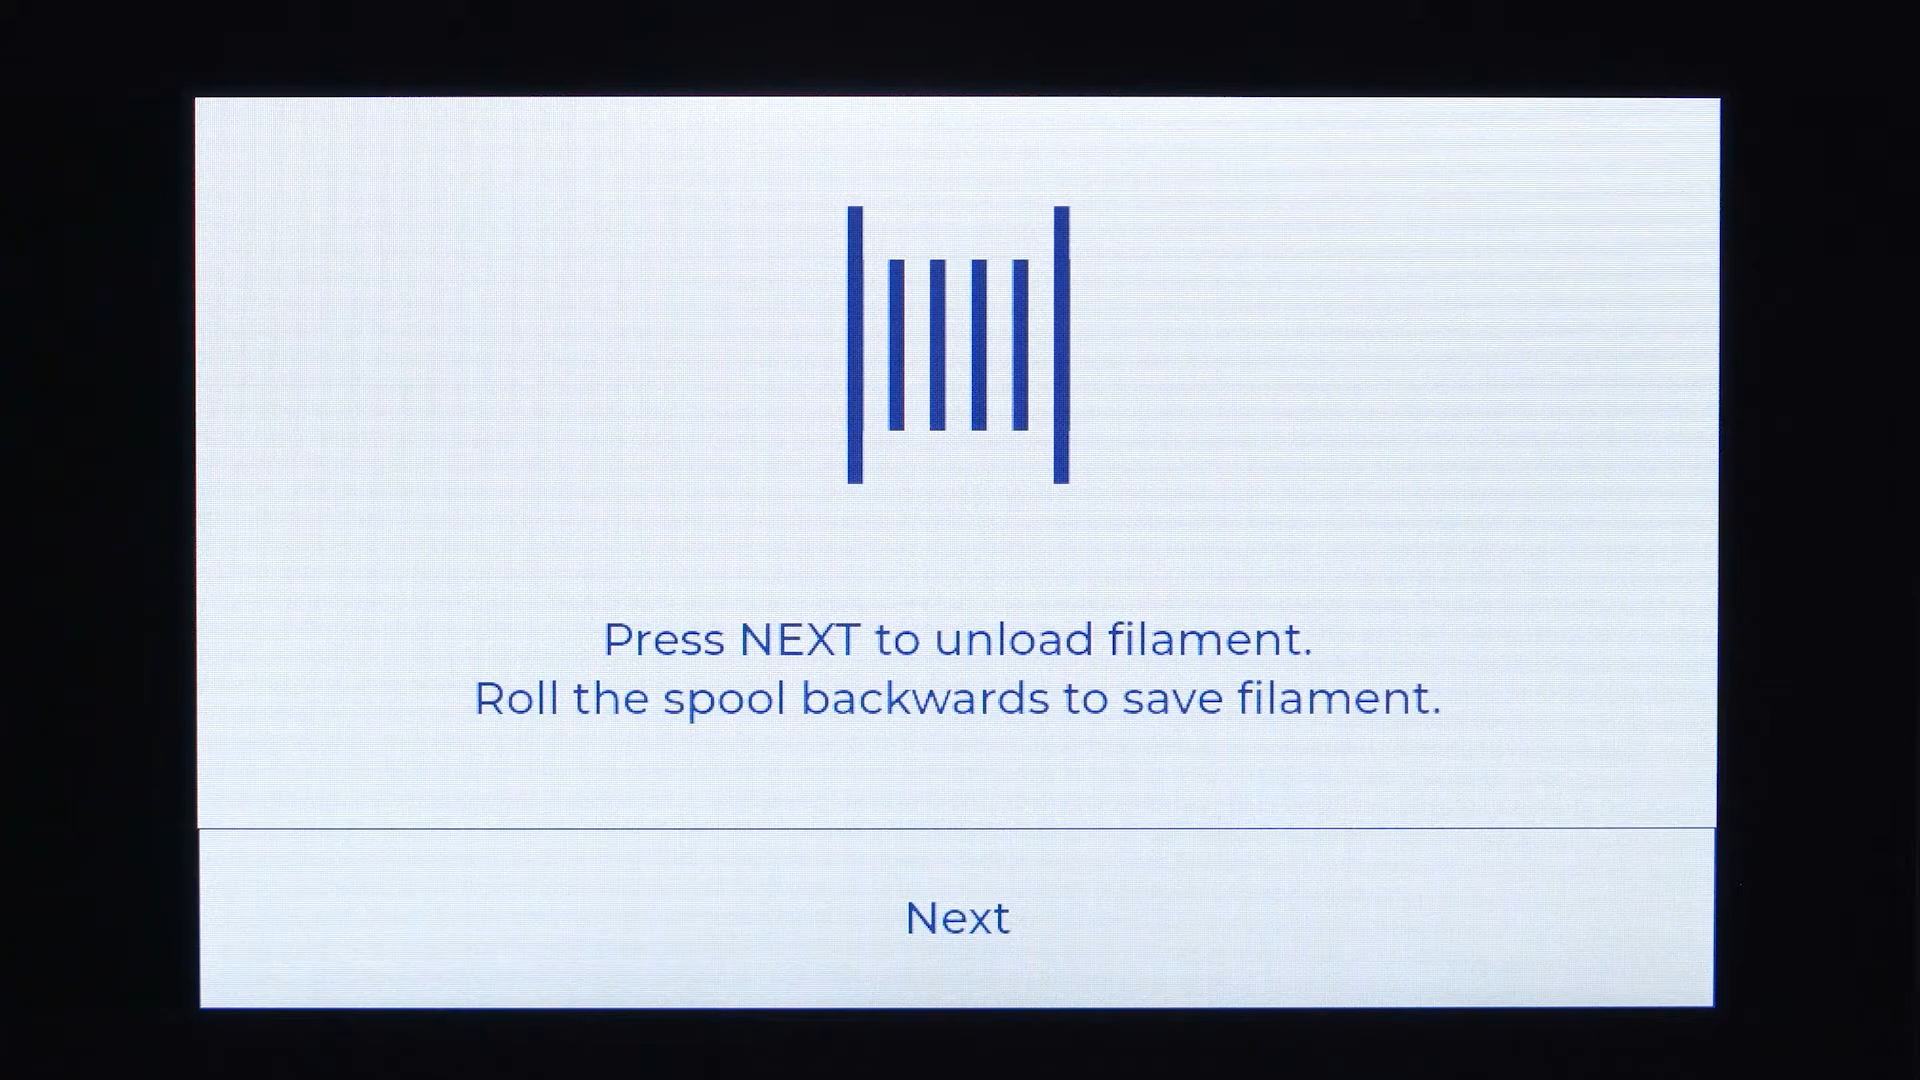 Press NEXT to unload filament.
Roll the spool backwards to save filament.
Next